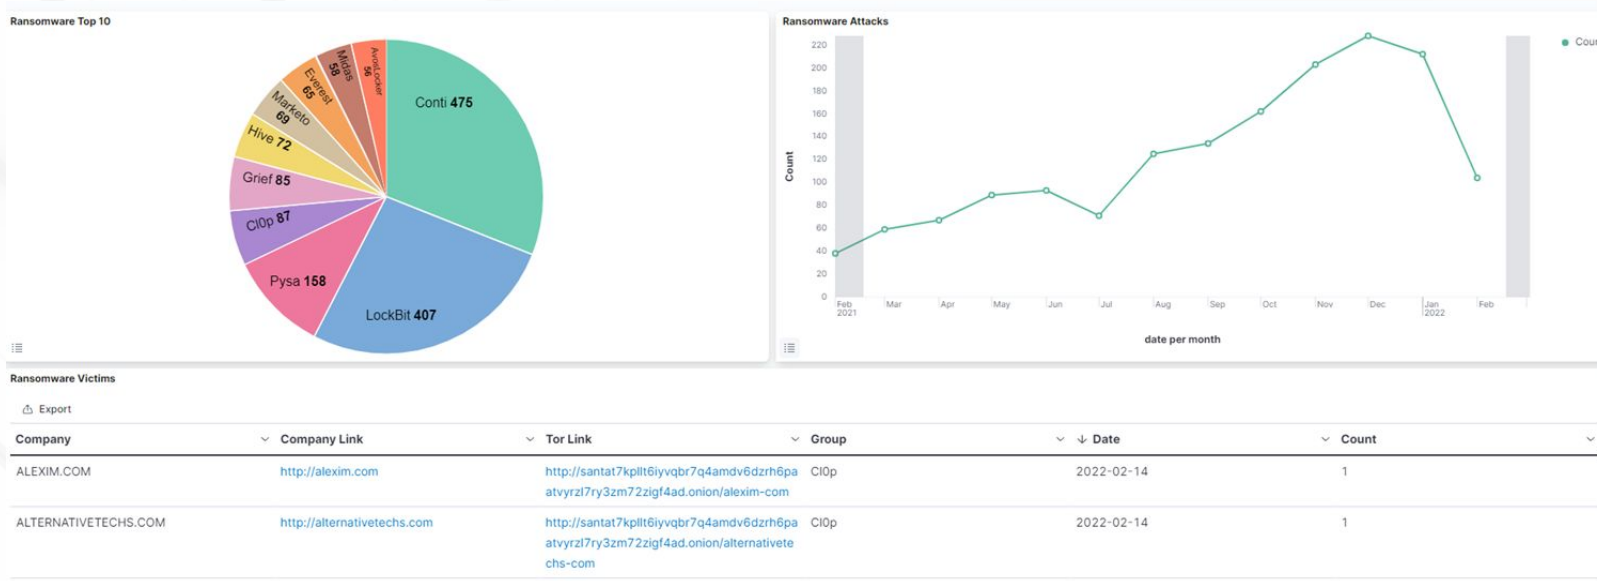 Ransomware Top 10
AvosLocker
56
Midas
58
Everest
65
Marketo
69
Hive 72
Grief 85
Cl0p 87
Pysa 158
LockBit 407
Conti 475
Ransomware Attacks
220
200
180
160
140
120
100
80
60
40
20
0
Count
Feb Mar Apr May Jun Jul Aug Sep Oct Nov Dec Jan Feb
2021 2022
date per month
Coun
Ransomware Victims
Export
Company Company Link Tor Link Group Date Count
ALEXIM.COM http://alexim.com http://santat7kpllt6iyvqbr7q4amdv6dzrh6pa Cl0p 2022-02-14 1
atvyrzl7ry3zm72zigf4ad.onion/alexim-com
ALTERNATIVETECHS.COM http://alternativetechs.com http://santat7kpllt6iyvqbr7q4amdv6dzrh6pa Cl0p 2022-02-14 1
atvyrzl7ry3zm72zigf4ad.onion/alternativete
chs-com